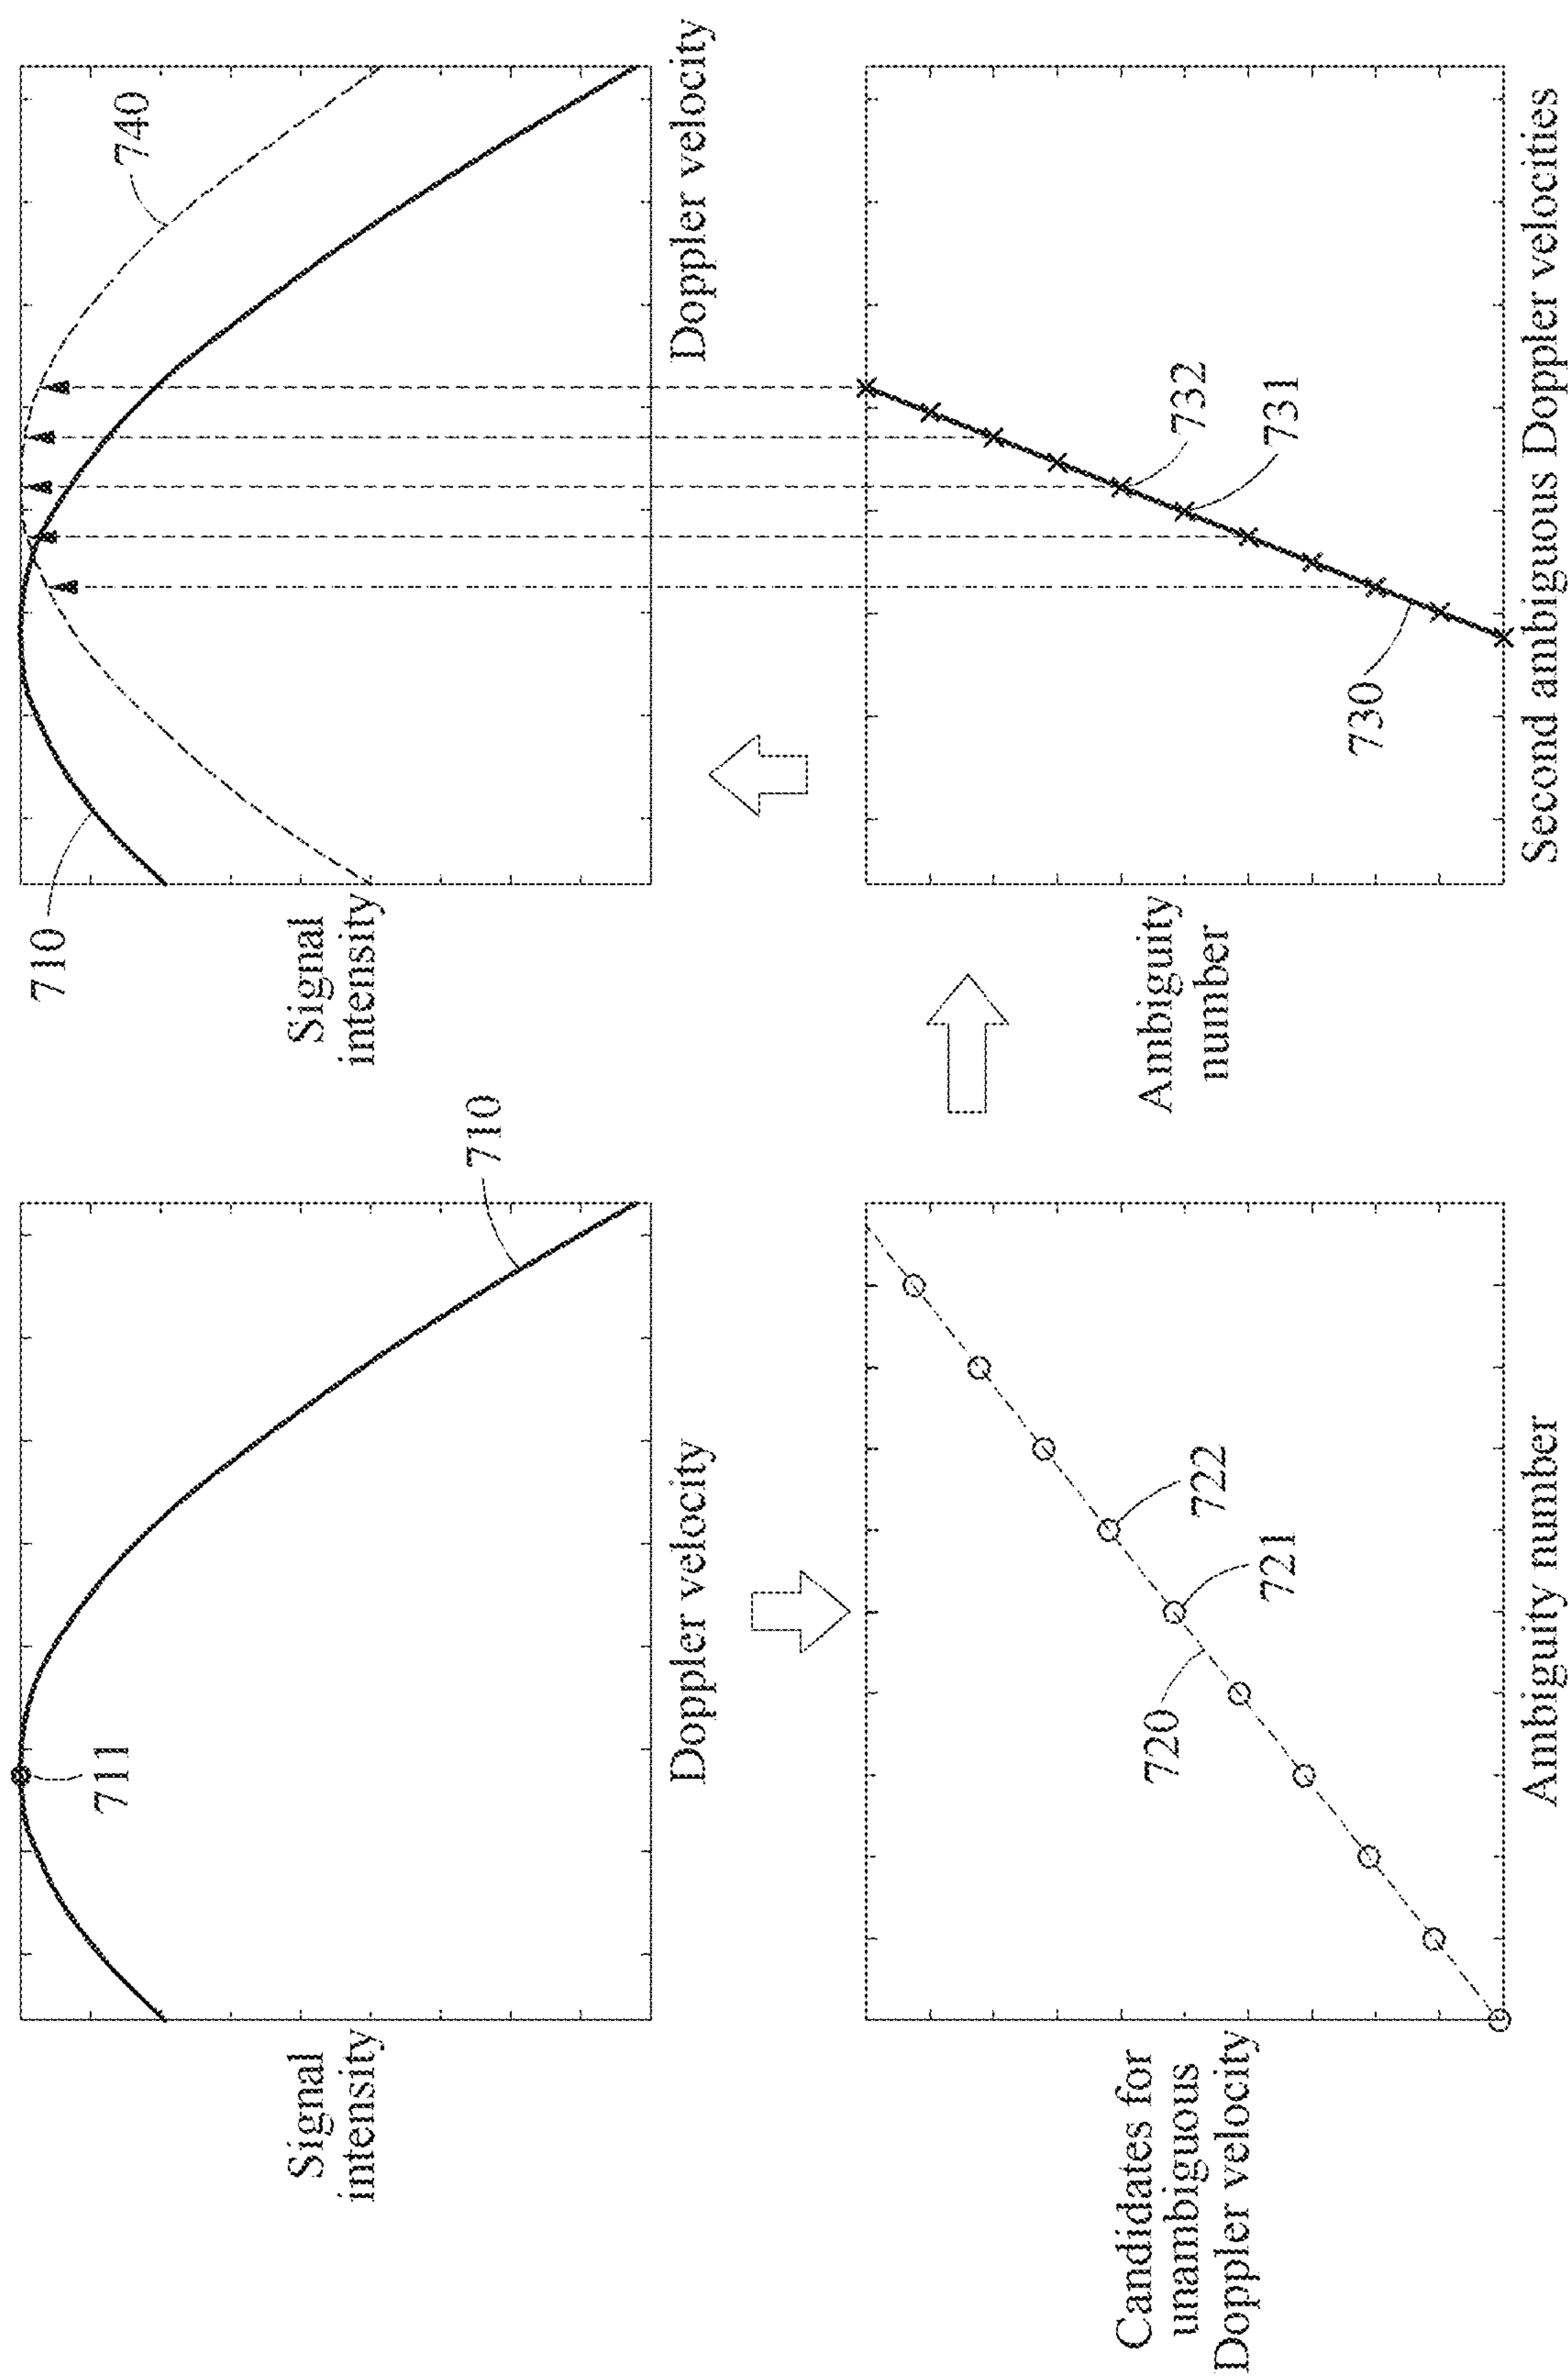 Signal
intensity
711
710
Doppler velocity
Candidates for
unambiguous
Doppler velocity
720
721
722
Ambiguity number
710
Signal
intensity
740
Doppler velocity
Ambiguity
number
730
732
731
Second ambiguous Doppler velocities